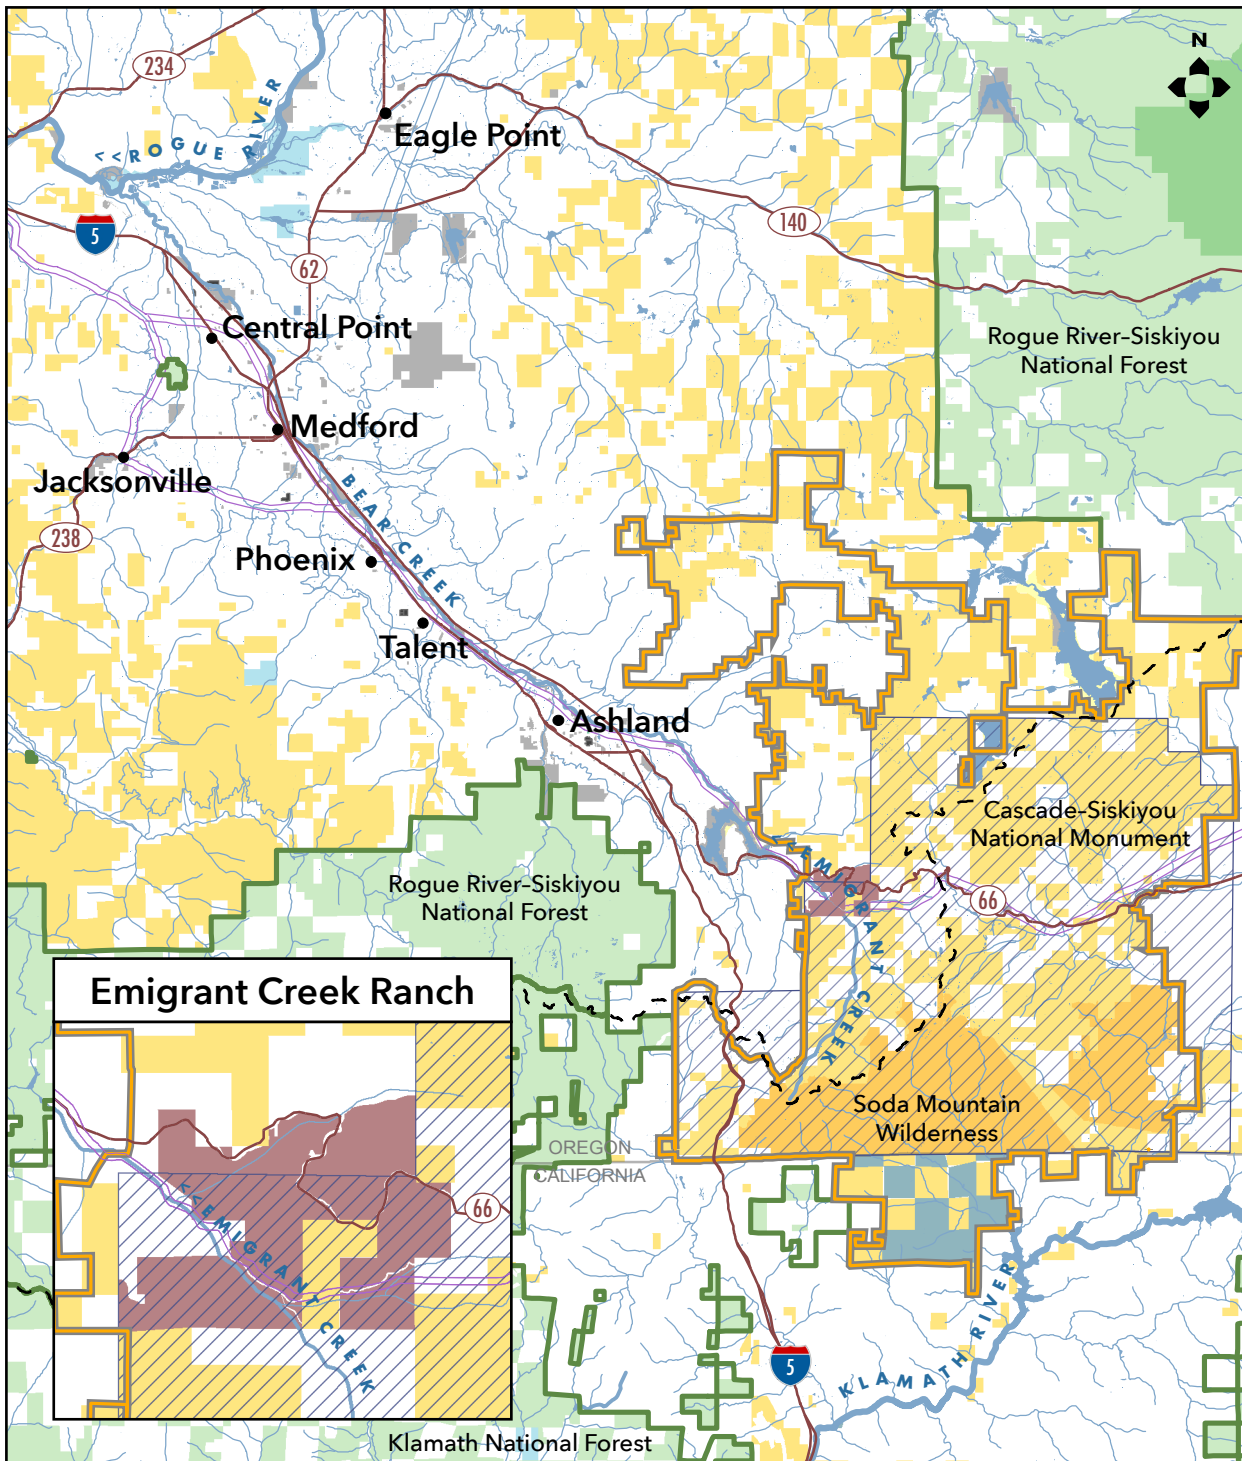 N
234
<<ROGUE RIVER
Eagle Point
5
140
62
Central Point
Rogue River–Siskiyou
National Forest
Medford
Jacksonville
BEAR CREEK
238
Phoenix
Talent
Ashland
Cascade–Siskiyou
National Monument
<<EMIGRANT CREEK
66
Rogue River–Siskiyou
National Forest
Emigrant Creek Ranch
<<EMIGRANT CREEK
66
Soda Mountain
Wilderness
OREGON
CALIFORNIA
KLAMATH RIVER
5
Klamath National Forest